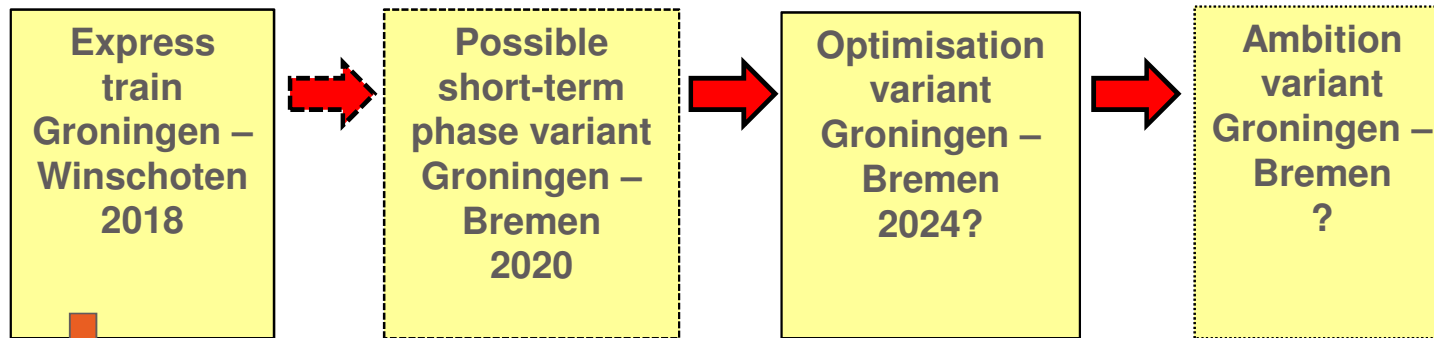 Express
train
Groningen –
Winschoten
2018
Possible
short-term
phase variant
Groningen –
Bremen
2020
Optimisation
variant
Groningen –
Bremen
2024?
Ambition
variant
Groningen –
Bremen
?